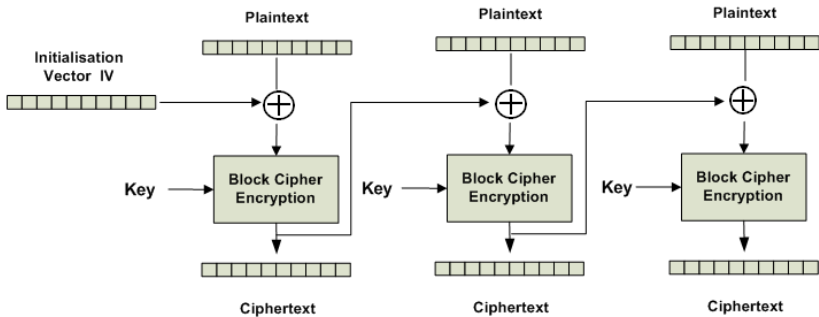 Plaintext
Plaintext
Plaintext
Initialisation
Vector IV
Key
Block Cipher
Encryption
Key
Block Cipher
Encryption
Key
Block Cipher
Encryption
Ciphertext
Ciphertext
Ciphertext